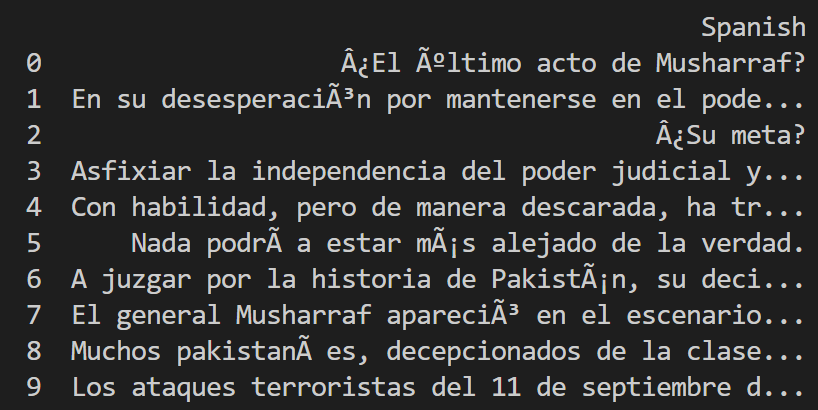 Spanish
0 Â¿El Ãºltimo acto de Musharraf?
1 En su desesperaciÃ³n por mantenerse en el pode...
2 Â¿Su meta?
3 Asfixiar la independencia del poder judicial y...
4 Con habilidad, pero de manera descarada, ha tr...
5 Nada podrÃ­a estar mÃ¡s alejado de la verdad.
6 A juzgar por la historia de PakistÃ¡n, su deci...
7 El general Musharraf apareciÃ³ en el escenario...
8 Muchos pakistanÃ­es, decepcionados de la clase...
9 Los ataques terroristas del 11 de septiembre d...